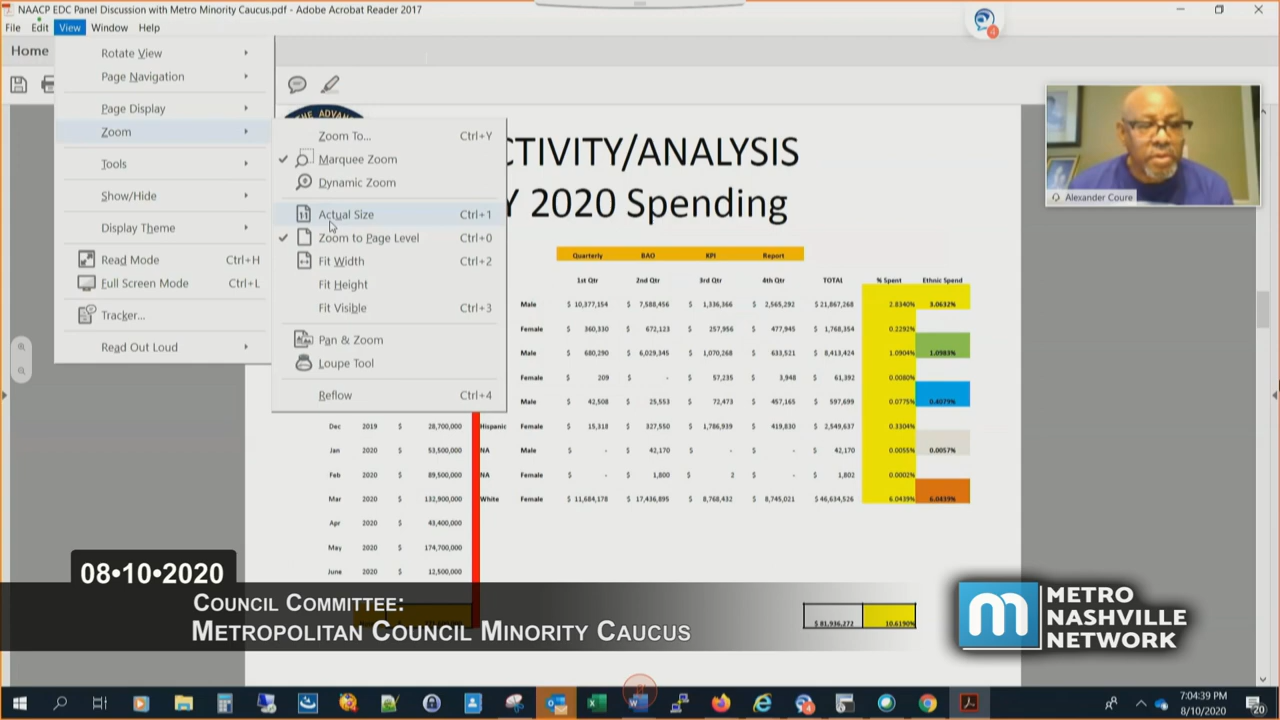 NAACP EDC Panel Discussion with Metro Minority Caucus.pdf - Adobe Acrobat Reader 2017
File Edit View Window Help
4
Home
Rotate View
Page Navigation
Page Display
Zoom
Tools
Show/Hide
Display Theme
Read Mode Ctrl+H
Full Screen Mode Ctrl+L
Tracker...
Read Out Loud
Zoom To... Ctrl+Y
Marquee Zoom
Dynamic Zoom
Actual Size Ctrl+1
Zoom to Page Level Ctrl+0
Fit Width Ctrl+2
Fit Height
Fit Visible Ctrl+3
Pan & Zoom
Loupe Tool
Reflow Ctrl+4
THE ADVA
CTIVITY/ANALYSIS
Y 2020 Spending
Alexander Coure
Quarterly BAO KPI Report
1st Qtr 2nd Qtr 3rd Qtr 4th Qtr TOTAL % Spent Ethnic Spend
Male $ 10,377,154 $ 7,588,456 $ 1,336,366 $ 2,565,292 $ 21,867,268 2.8340% 3.0632%
Female $ 360,330 $ 672,123 $ 257,956 $ 477,945 $ 1,768,354 0.2292%
Male $ 680,290 $ 6,029,345 $ 1,070,268 $ 633,521 $ 8,413,424 1.0904% 1.0983%
Female $ 209 $ - $ 57,235 $ 3,948 $ 61,392 0.0080%
Male $ 42,508 $ 25,553 $ 72,473 $ 457,165 $ 597,699 0.0775% 0.4079%
Dec 2019 $ 28,700,000 Hispanic Female $ 15,318 $ 327,550 $ 1,786,939 $ 419,830 $ 2,549,637 0.3304%
Jan 2020 $ 53,500,000 NA Male $ - $ 42,170 $ - $ - $ 42,170 0.0055% 0.0057%
Feb 2020 $ 89,500,000 NA Female $ - $ 1,800 $ 2 $ - $ 1,802 0.0002%
Mar 2020 $ 132,900,000 White Female $ 11,684,178 $ 17,436,895 $ 8,768,432 $ 8,745,021 $ 46,634,526 6.0439% 6.0439%
Apr 2020 $ 43,400,000
May 2020 $ 174,700,000
June 2020 $ 12,500,000
$ 81,936,272 10.6190%
08•10•2020
Council Committee:
Metropolitan Council Minority Caucus
m METRO
NASHVILLE
NETWORK
7:04:39 PM
8/10/2020
20